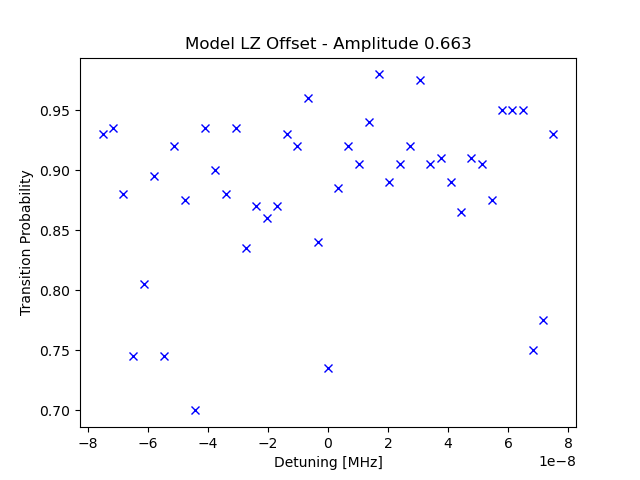 Model LZ Offset - Amplitude 0.663
Transition Probability
0.95
0.90
0.85
0.80
0.75
0.70
−8 −6 −4 −2 0 2 4 6 8
1e−8
Detuning [MHz]